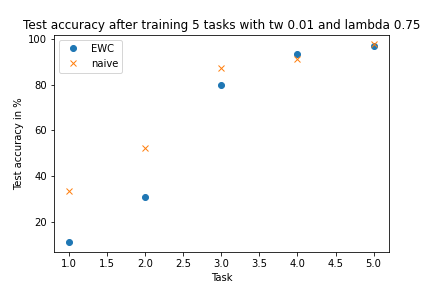 Test accuracy after training 5 tasks with tw 0.01 and lambda 0.75
EWC
naive
100
80
60
40
20
Test accuracy in %
1.0 1.5 2.0 2.5 3.0 3.5 4.0 4.5 5.0
Task